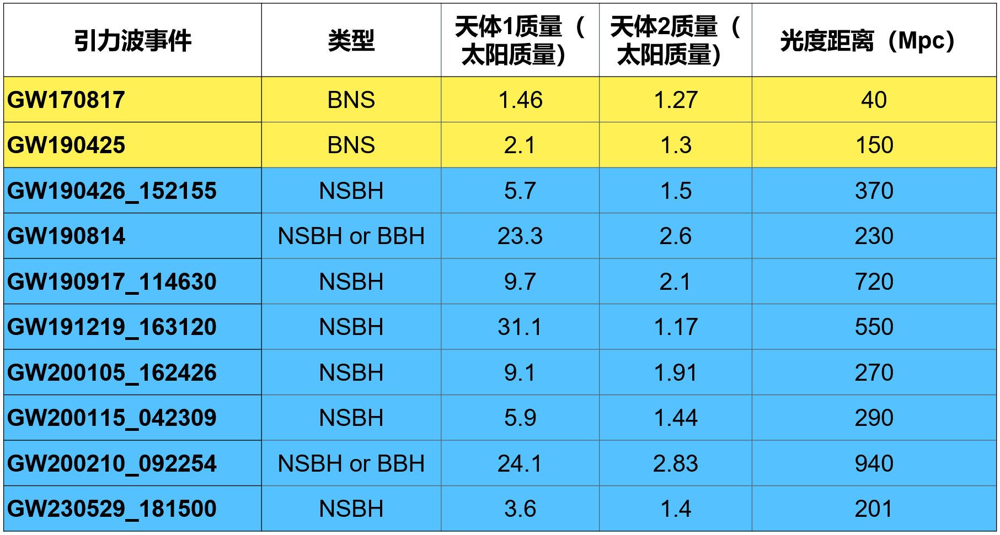 引力波事件 类型 天体1质量（太阳质量） 天体2质量（太阳质量） 光度距离（Mpc）
GW170817 BNS 1.46 1.27 40
GW190425 BNS 2.1 1.3 150
GW190426_152155 NSBH 5.7 1.5 370
GW190814 NSBH or BBH 23.3 2.6 230
GW190917_114630 NSBH 9.7 2.1 720
GW191219_163120 NSBH 31.1 1.17 550
GW200105_162426 NSBH 9.1 1.91 270
GW200115_042309 NSBH 5.9 1.44 290
GW200210_092254 NSBH or BBH 24.1 2.83 940
GW230529_181500 NSBH 3.6 1.4 201